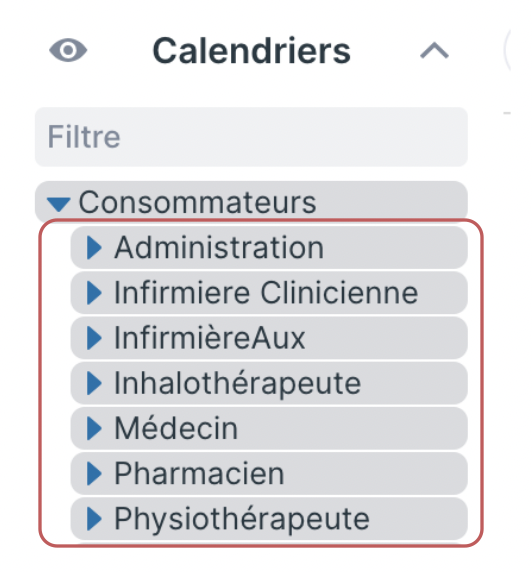 Calendriers
Filtre
Consommateurs
Administration
Infirmiere Clinicienne
InfirmièreAux
Inhalothérapeute
Médecin
Pharmacien
Physiothérapeute